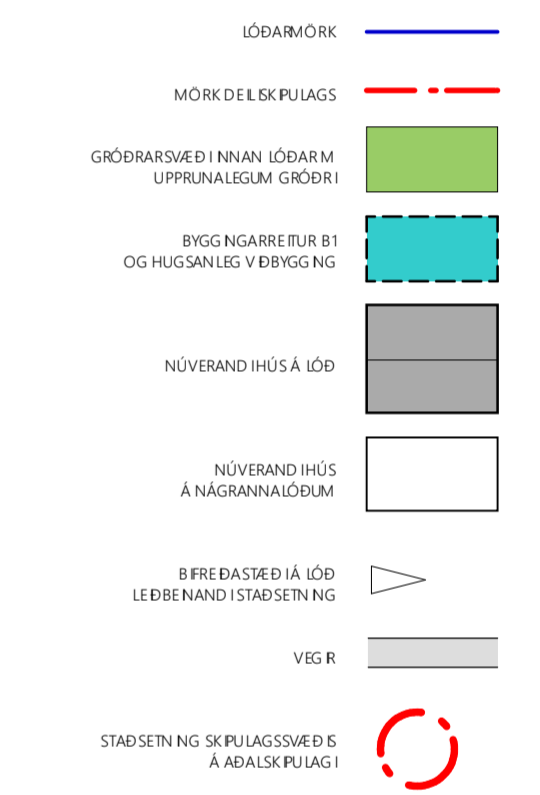 LÓÐARMÖRK
MÖRK DEILISKIPULAGS
GRÓÐRARSVÆÐI INNAN LÓÐAR M
UPPRUNALEGUM GRÓÐRI
BYGGINGARREITUR B1
OG HUGSANLEG VIÐBYGGING
NÚVERANDI HÚS Á LÓÐ
NÚVERANDI HÚS
Á NÁGRANNALÓÐUM
BIFREIÐASTÆÐI Á LÓÐ
LEIÐBEINANDI STAÐSETNING
VEGIR
STAÐSETNING SKIPULAGSSVÆÐIS
Á AÐALSKIPULAGI